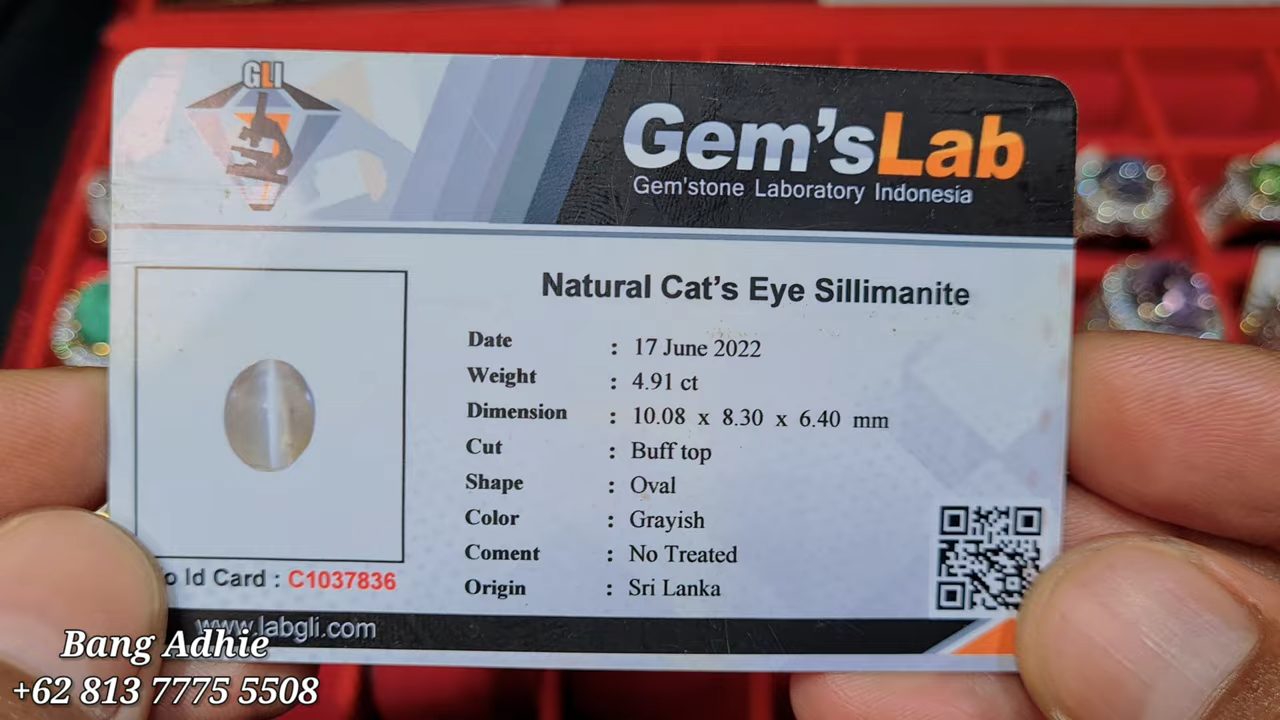 GLI
Gem'sLab
Gem'stone Laboratory Indonesia
Natural Cat's Eye Sillimanite
Date : 17 June 2022
Weight : 4.91 ct
Dimension : 10.08 x 8.30 x 6.40 mm
Cut : Buff top
Shape : Oval
Color : Grayish
Coment : No Treated
Origin : Sri Lanka
o Id Card : C1037836
www.labgli.com
Bang Adhie
+62 813 7775 5508